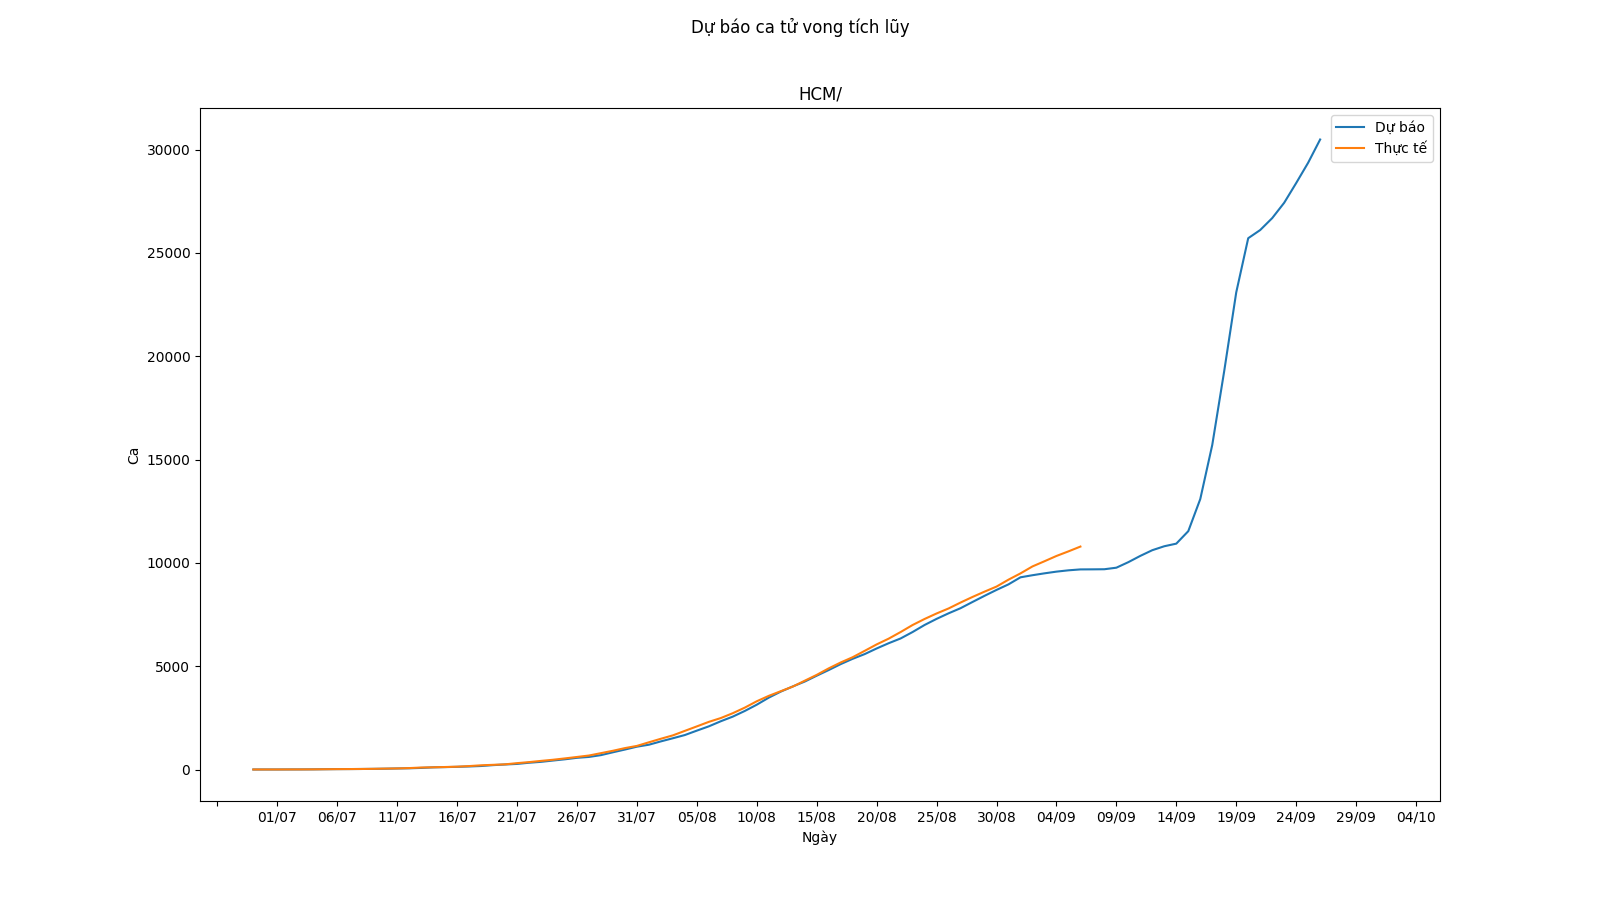 Dự báo ca tử vong tích lũy
HCM/
Dự báo
Thực tế
30000
25000
20000
15000
10000
5000
0
Ca
01/07 06/07 11/07 16/07 21/07 26/07 31/07 05/08 10/08 15/08 20/08 25/08 30/08 04/09 09/09 14/09 19/09 24/09 29/09 04/10
Ngày